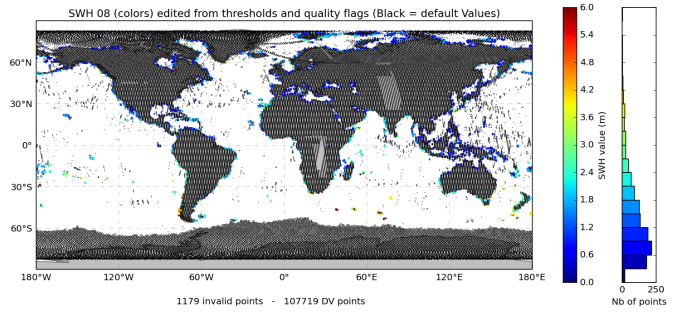 SWH 08 (colors) edited from thresholds and quality flags (Black = default Values)
60°N
30°N
0°
30°S
60°S
180°W 120°W 60°W 0° 60°E 120°E 180°E
1179 invalid points - 107719 DV points
6.0
5.4
4.8
4.2
3.6
3.0
2.4
1.8
1.2
0.6
0.0
SWH value (m)
0 250
Nb of points